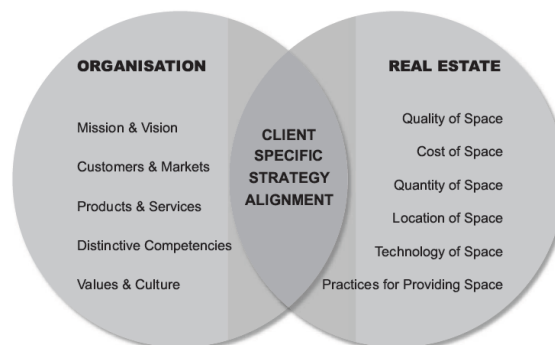 ORGANISATION
Mission & Vision
Customers & Markets
Products & Services
Distinctive Competencies
Values & Culture
CLIENT
SPECIFIC
STRATEGY
ALIGNMENT
REAL ESTATE
Quality of Space
Cost of Space
Quantity of Space
Location of Space
Technology of Space
Practices for Providing Space